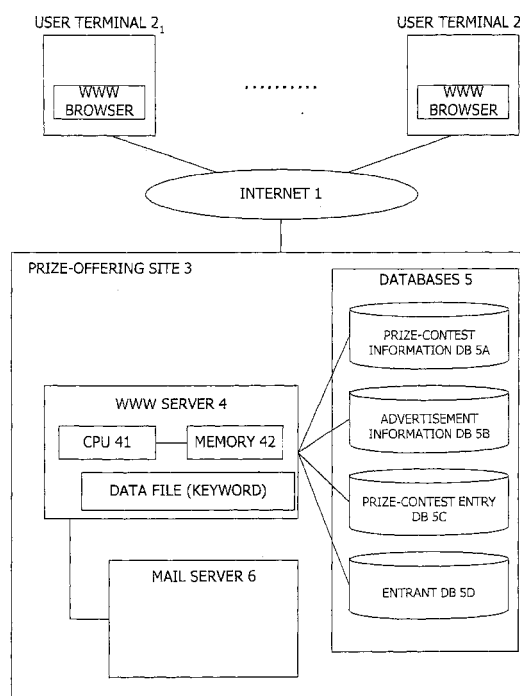 USER TERMINAL 2₁
USER TERMINAL 2
WWW
BROWSER
WWW
BROWSER
INTERNET 1
PRIZE-OFFERING SITE 3
DATABASES 5
PRIZE-CONTEST
INFORMATION DB 5A
WWW SERVER 4
CPU 41
MEMORY 42
DATA FILE (KEYWORD)
ADVERTISEMENT
INFORMATION DB 5B
PRIZE-CONTEST ENTRY
DB 5C
MAIL SERVER 6
ENTRANT DB 5D